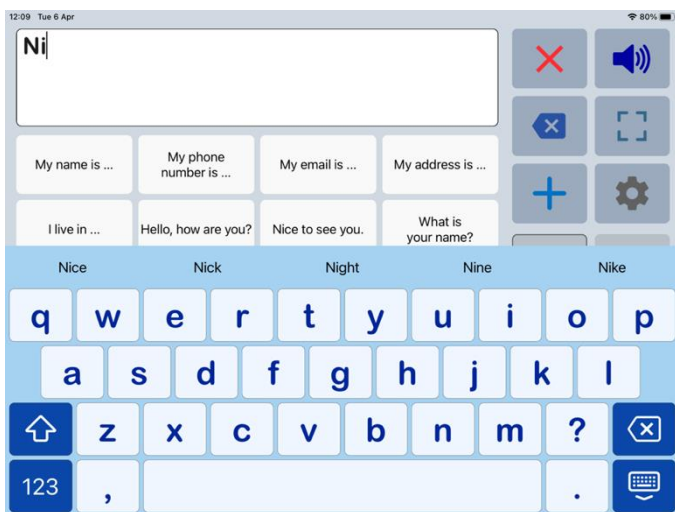 12:09 Tue 6 Apr
80%
Ni
My name is ...
My phone
number is ...
My email is ...
My address is ...
I live in ...
Hello, how are you?
Nice to see you.
What is
your name?
Nice Nick Night Nine Nike
q w e r t y u i o p
a s d f g h j k l
z x c v b n m ?
123 , .